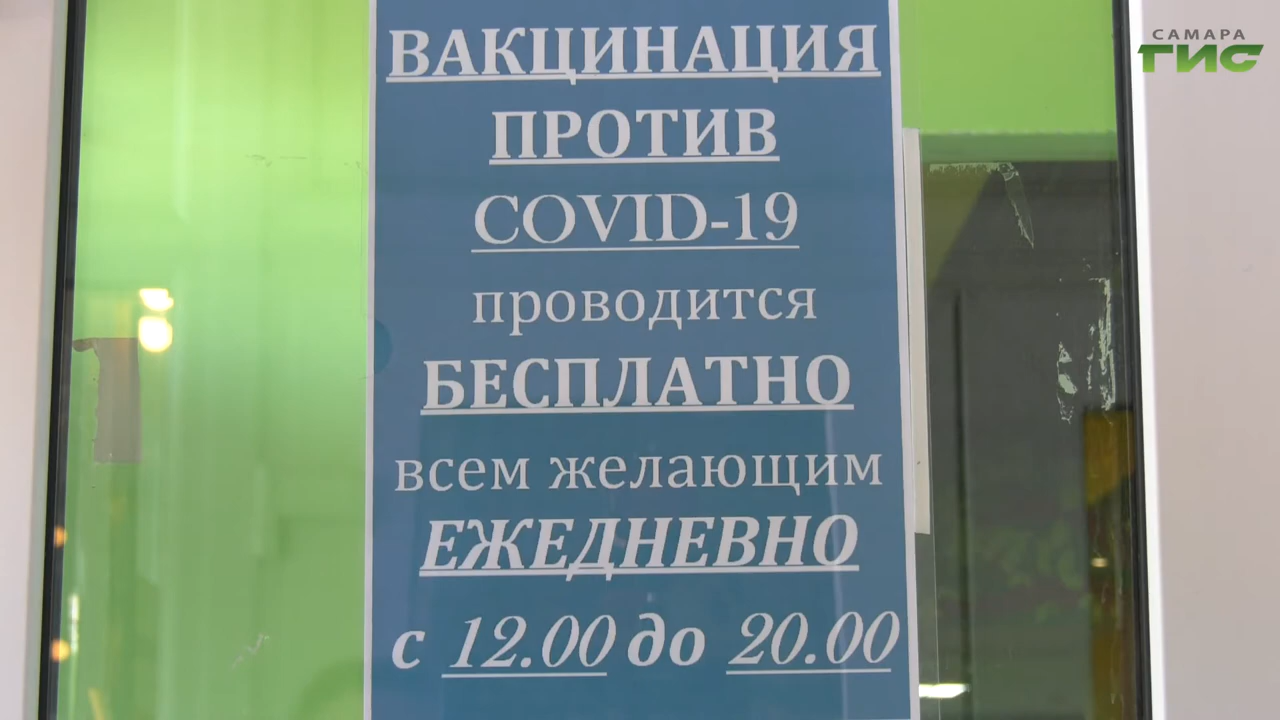 САМАРА
ГИС
ВАКЦИНАЦИЯ
ПРОТИВ
COVID-19
проводится
БЕСПЛАТНО
всем желающим
ЕЖЕДНЕВНО
с 12.00 до 20.00